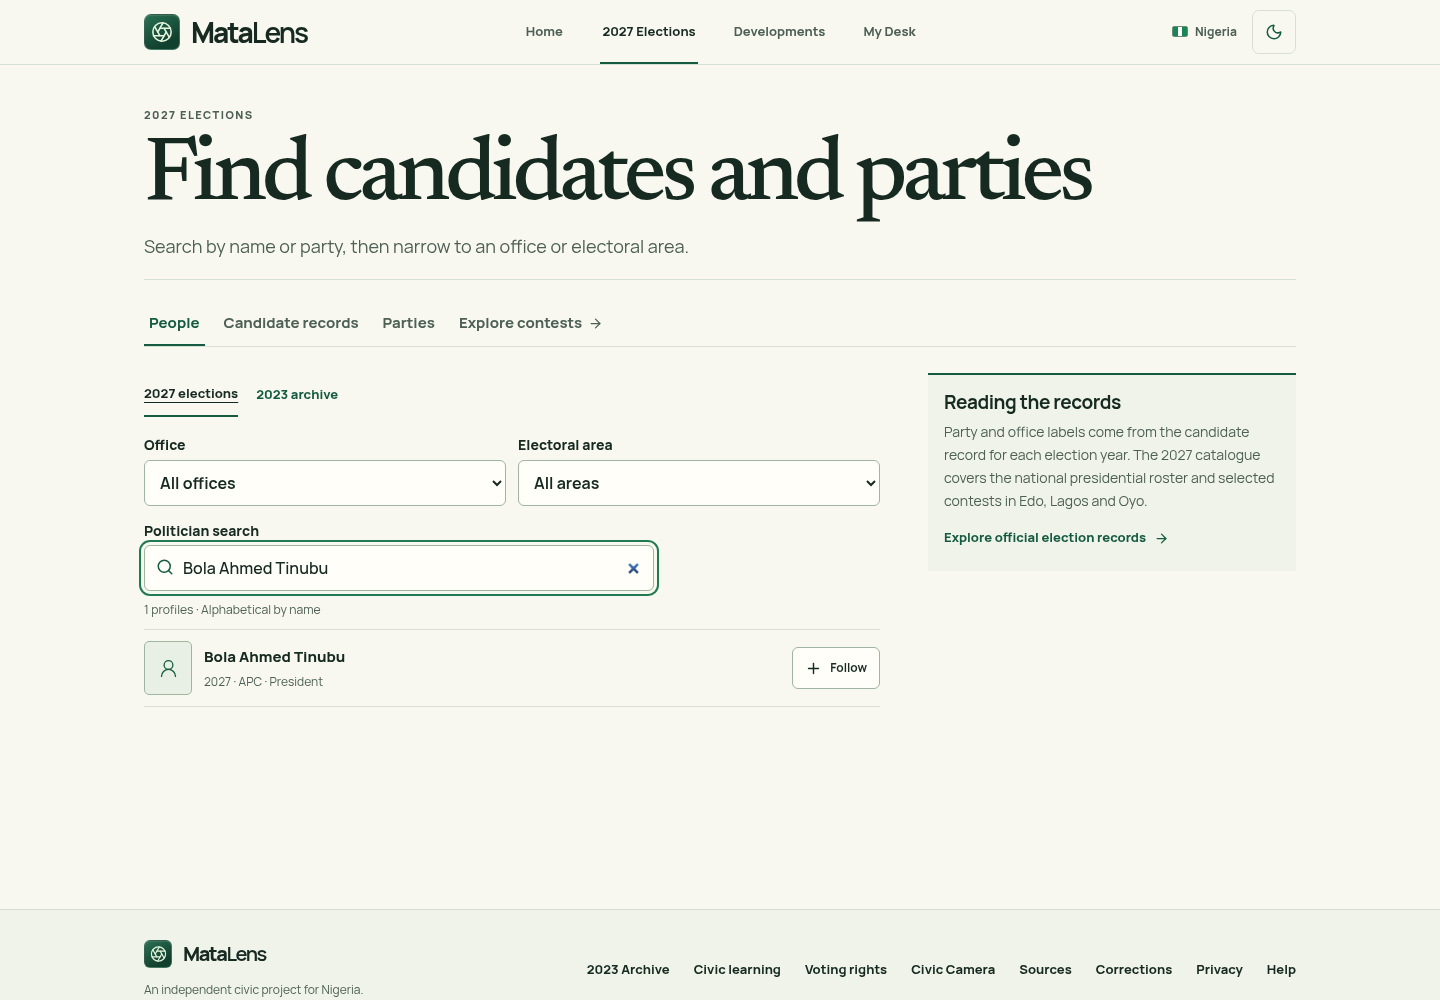 MataLens
Home
2027 Elections
Developments
My Desk
Nigeria
2027 ELECTIONS
Find candidates and parties
Search by name or party, then narrow to an office or electoral area.
People
Candidate records
Parties
Explore contests →
2027 elections
2023 archive
Office
Electoral area
All offices
All areas
Politician search
Bola Ahmed Tinubu
1 profiles · Alphabetical by name
Bola Ahmed Tinubu
2027 · APC · President
Follow
Reading the records
Party and office labels come from the candidate
record for each election year. The 2027 catalogue
covers the national presidential roster and selected
contests in Edo, Lagos and Oyo.
Explore official election records →
MataLens
An independent civic project for Nigeria.
2023 Archive
Civic learning
Voting rights
Civic Camera
Sources
Corrections
Privacy
Help